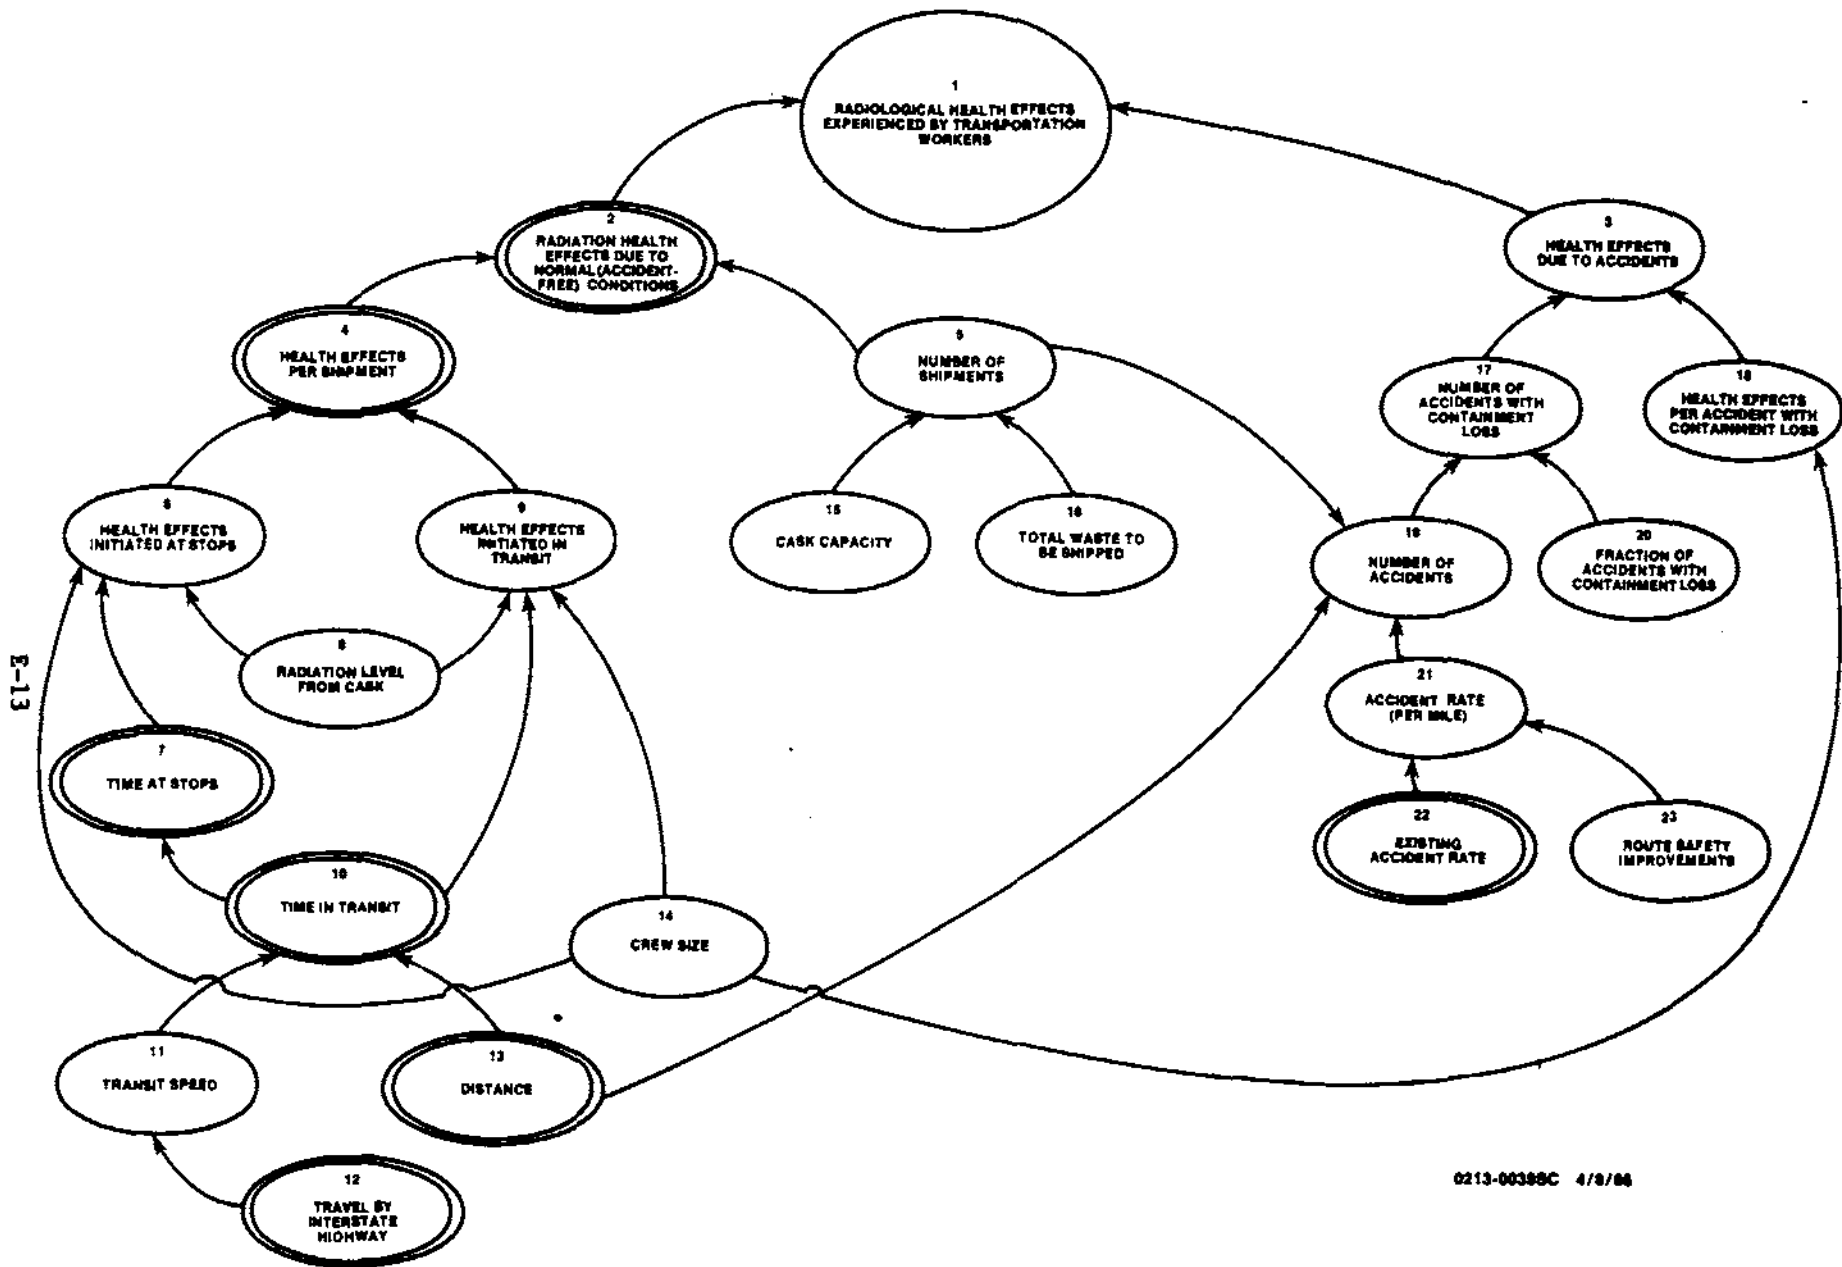 1
RADIOLOGICAL HEALTH EFFECTS
EXPERIENCED BY TRANSPORTATION
WORKERS
2
RADIATION HEALTH
EFFECTS DUE TO
NORMAL (ACCIDENT-
FREE) CONDITIONS
3
HEALTH EFFECTS
DUE TO ACCIDENTS
4
HEALTH EFFECTS
PER SHIPMENT
5
NUMBER OF
SHIPMENTS
17
NUMBER OF
ACCIDENTS WITH
CONTAINMENT
LOSS
18
HEALTH EFFECTS
PER ACCIDENT WITH
CONTAINMENT LOSS
HEALTH EFFECTS
INITIATED AT STOPS
9
HEALTH EFFECTS
INITIATED IN
TRANSIT
15
CASK CAPACITY
16
TOTAL WASTE TO
BE SHIPPED
19
NUMBER OF
ACCIDENTS
20
FRACTION OF
ACCIDENTS WITH
CONTAINMENT LOSS
E-13
8
RADIATION LEVEL
FROM CASK
21
ACCIDENT RATE
(PER MILE)
7
TIME AT STOPS
22
EXISTING
ACCIDENT RATE
23
ROUTE SAFETY
IMPROVEMENTS
10
TIME IN TRANSIT
14
CREW SIZE
11
TRANSIT SPEED
13
DISTANCE
12
TRAVEL BY
INTERSTATE
HIGHWAY